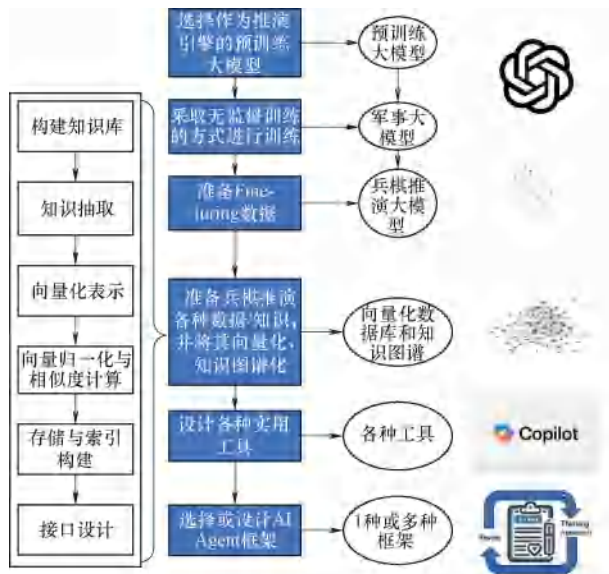 选择作为推演
引擎的预训练
大模型
预训练
大模型
构建知识库
采取无监督训练
的方式进行训练
军事大
模型
知识抽取
准备Fine-
turing数据
兵棋推
演大模
型
向量化表示
准备兵棋推演
各种数据/知识,
并将其向量化、
知识图谱化
向量化数
据库和知
识图谱
向量归一化与
相似度计算
存储与索引
构建
设计各种实用
工具
各种工具
Copilot
接口设计
选择或设计AI
Agent框架
1种或多种
框架